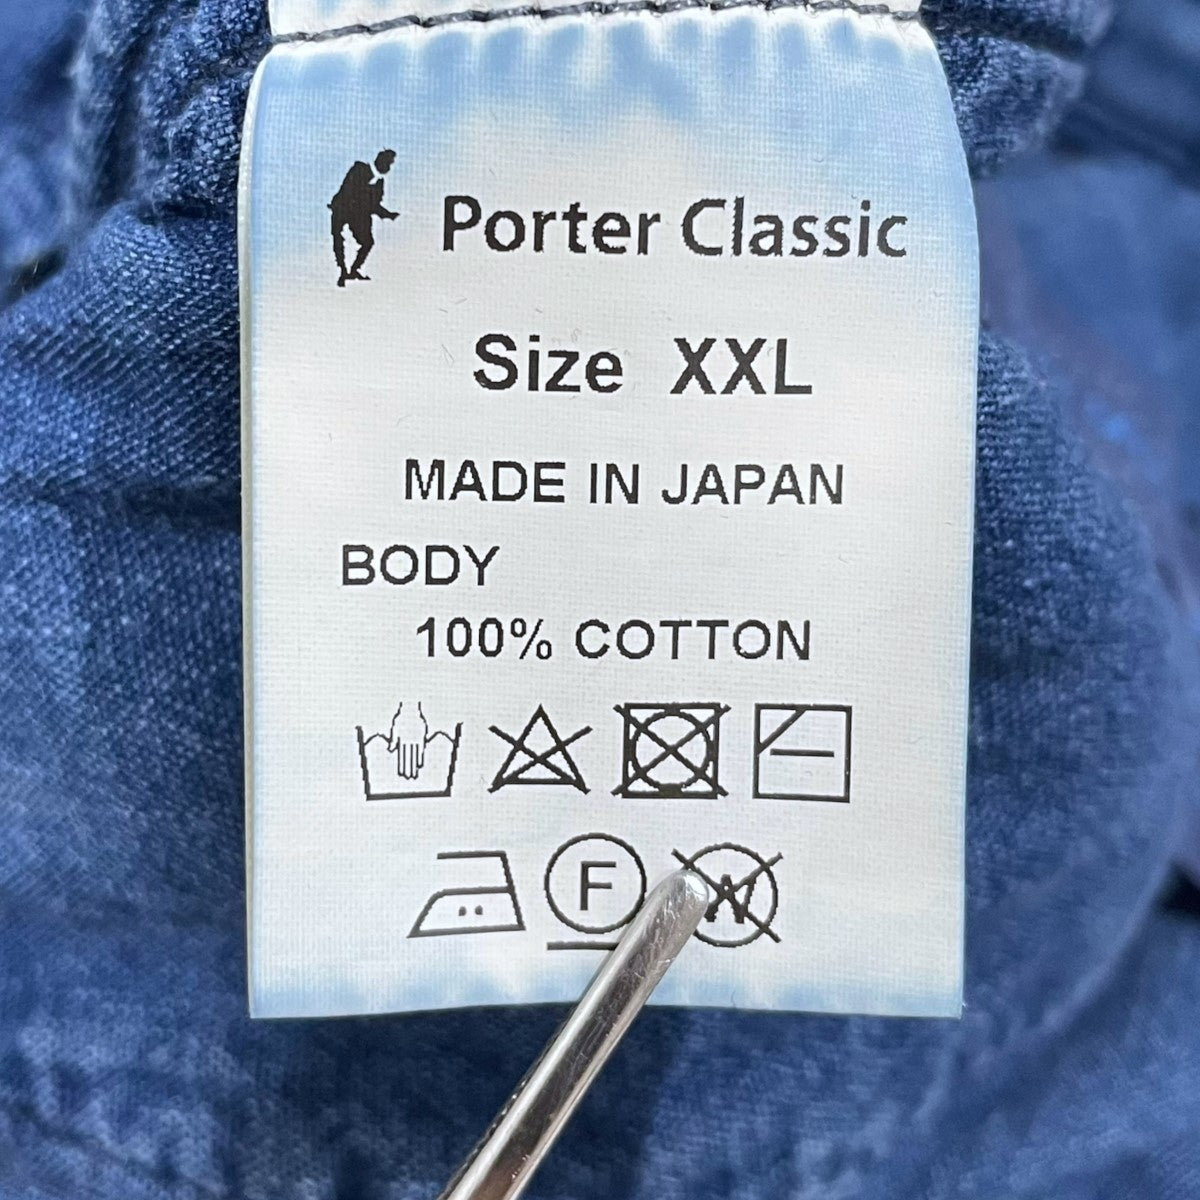 Porter Classic
Size XXL
MADE IN JAPAN
BODY
100% COTTON
F W